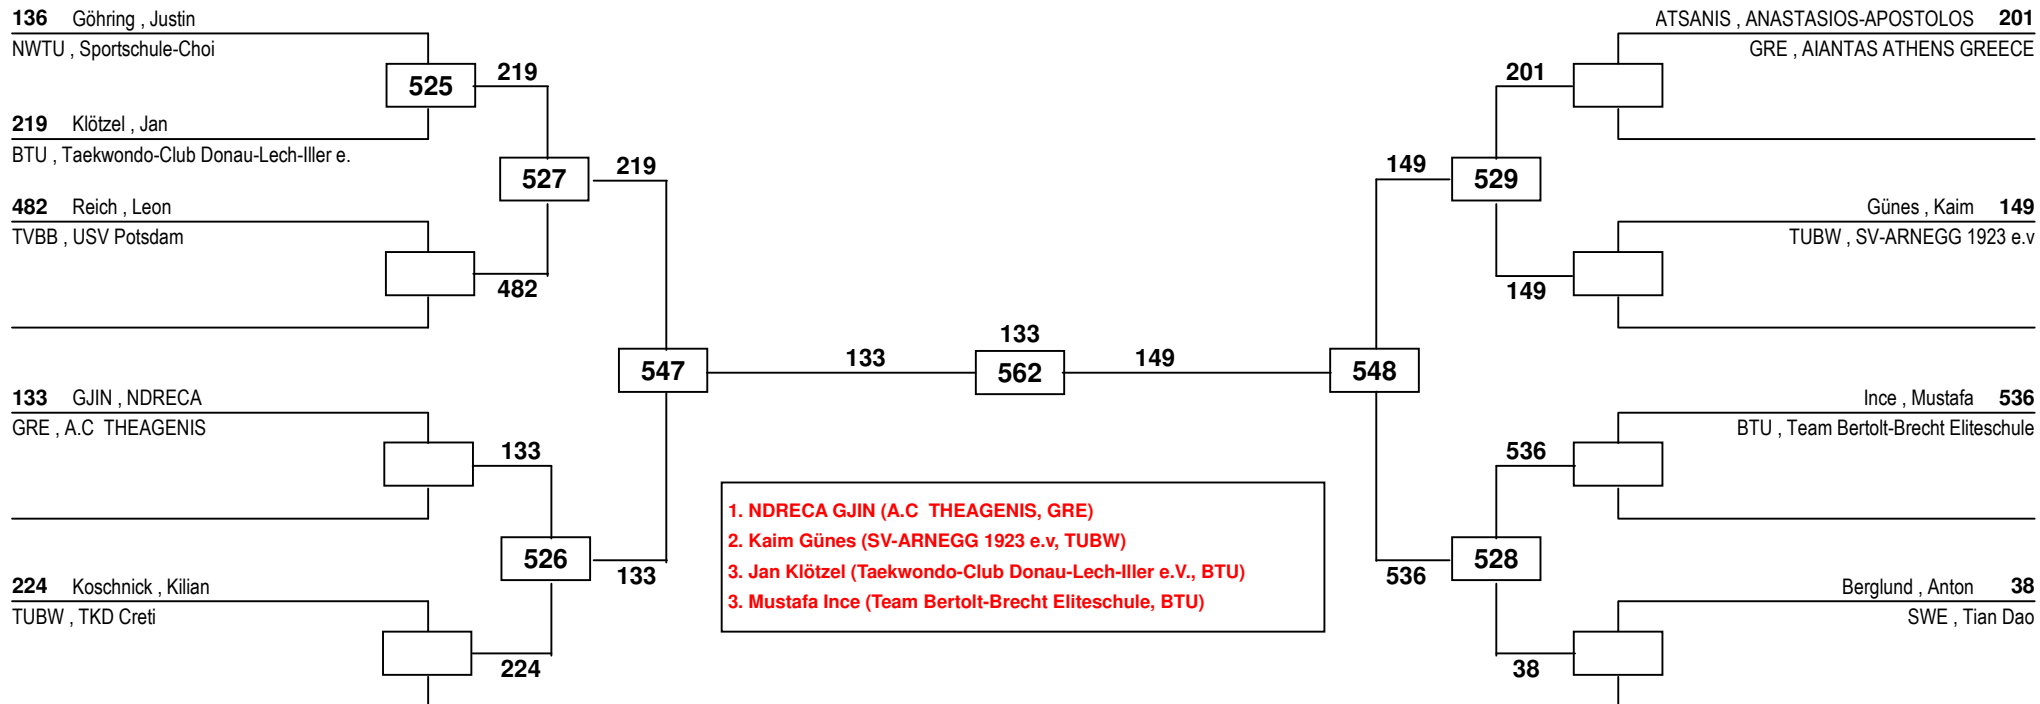 136 Göhring , Justin
NWTU , Sportschule-Choi
525
219
219 Klötzel , Jan
BTU , Taekwondo-Club Donau-Lech-Iller e.
527
219
482 Reich , Leon
TVBB , USV Potsdam
482
547
133
133 GJIN , NDRECA
GRE , A.C THEAGENIS
133
526
133
224 Koschnick , Kilian
TUBW , TKD Creti
224
133
562
149
1. NDRECA GJIN (A.C THEAGENIS, GRE)
2. Kaim Günes (SV-ARNEGG 1923 e.v, TUBW)
3. Jan Klötzel (Taekwondo-Club Donau-Lech-Iller e.V., BTU)
3. Mustafa Ince (Team Bertolt-Brecht Eliteschule, BTU)
ATSANIS , ANASTASIOS-APOSTOLOS 201
GRE , AIANTAS ATHENS GREECE
201
149
529
Günes , Kaim 149
TUBW , SV-ARNEGG 1923 e.v
149
548
Ince , Mustafa 536
BTU , Team Bertolt-Brecht Eliteschule
536
528
536
Berglund , Anton 38
SWE , Tian Dao
38